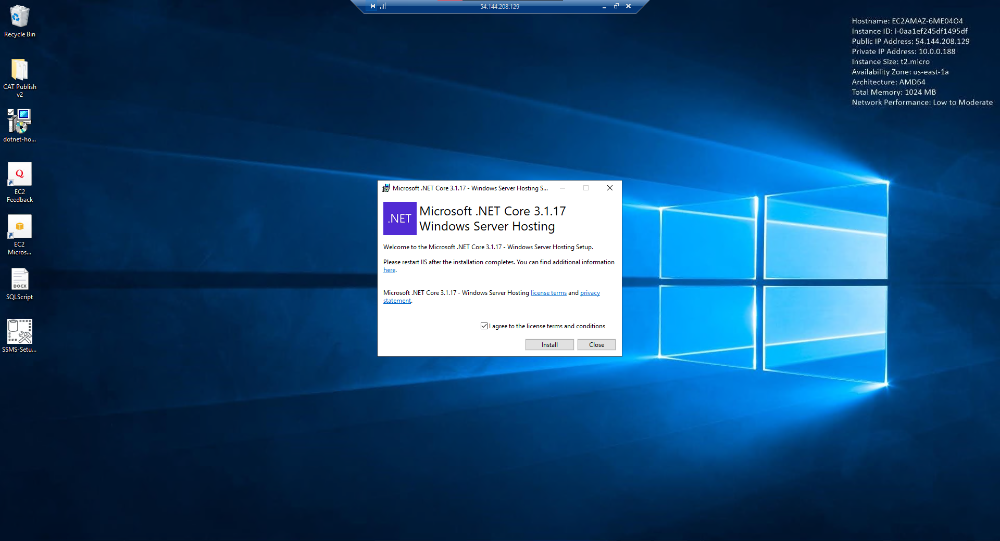 54.144.208.129
Recycle Bin
CAT Publish
v2
dotnet-ho...
Q
EC2
Feedback
EC2
Micros...
DOCX
SQLScript
SSMS-Setu...
Hostname: EC2AMAZ-6ME04O4
Instance ID: i-0aa1ef245df1495df
Public IP Address: 54.144.208.129
Private IP Address: 10.0.0.188
Instance Size: t2.micro
Availability Zone: us-east-1a
Architecture: AMD64
Total Memory: 1024 MB
Network Performance: Low to Moderate
Microsoft .NET Core 3.1.17 - Windows Server Hosting S...
.NET
Microsoft .NET Core 3.1.17
Windows Server Hosting
Welcome to the Microsoft .NET Core 3.1.17 - Windows Server Hosting Setup.
Please restart IIS after the installation completes. You can find additional information
here.
Microsoft .NET Core 3.1.17 - Windows Server Hosting license terms and privacy
statement.
I agree to the license terms and conditions
Install
Close